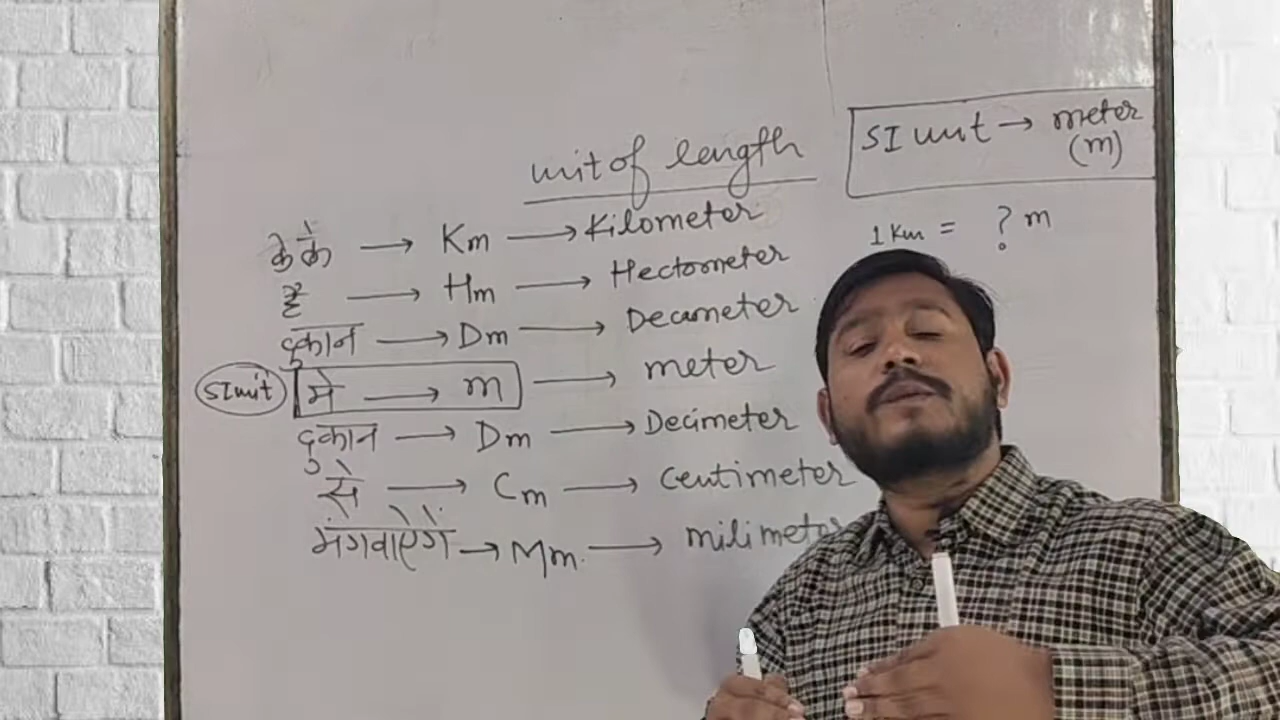 unit of length
SI unit → meter
(m)
के के → Km → Kilometer
1 Km = ? m
है → Hm → Hectometer
दुकान → Dm → Decameter
SI unit मे → m → meter
दुकान → Dm → Decimeter
से → Cm → Centimeter
मंगवाऐगें → Mm → milimeter